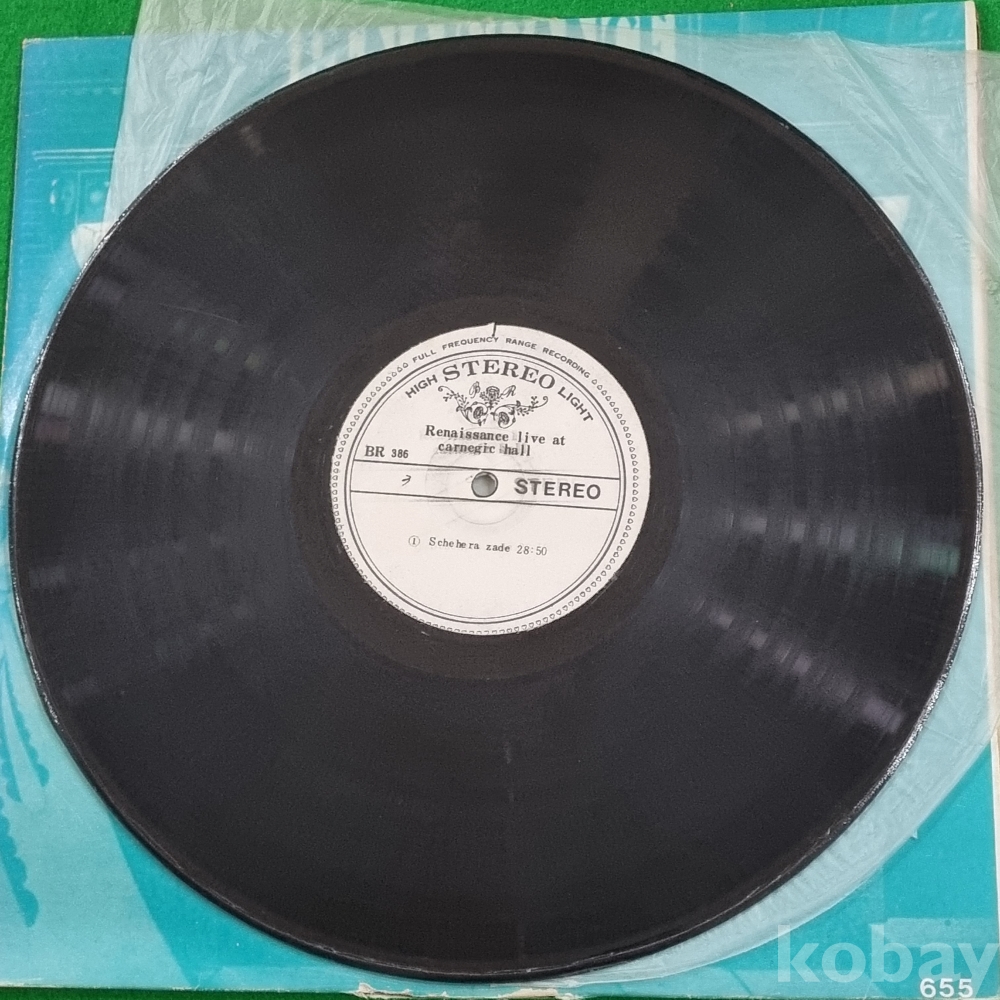 FULL FREQUENCY RANGE RECORDING
HIGH STEREO LIGHT
B R
Renaissance live at
carnegie hall
BR 386
STEREO
① Schehera zade 28:50
kobay
655